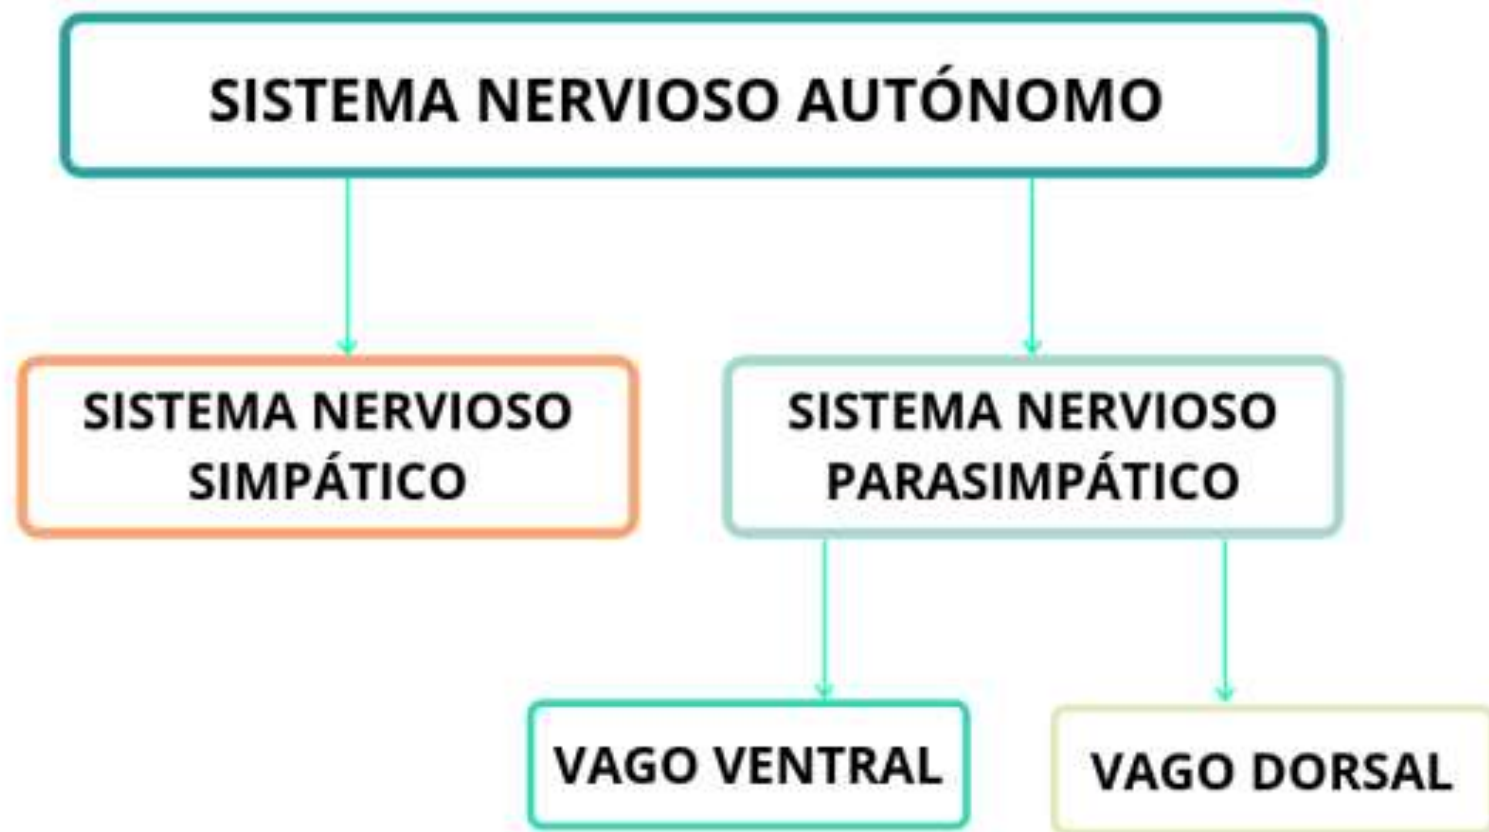 SISTEMA NERVIOSO AUTÓNOMO
SISTEMA NERVIOSO
SIMPÁTICO
SISTEMA NERVIOSO
PARASIMPÁTICO
VAGO VENTRAL
VAGO DORSAL